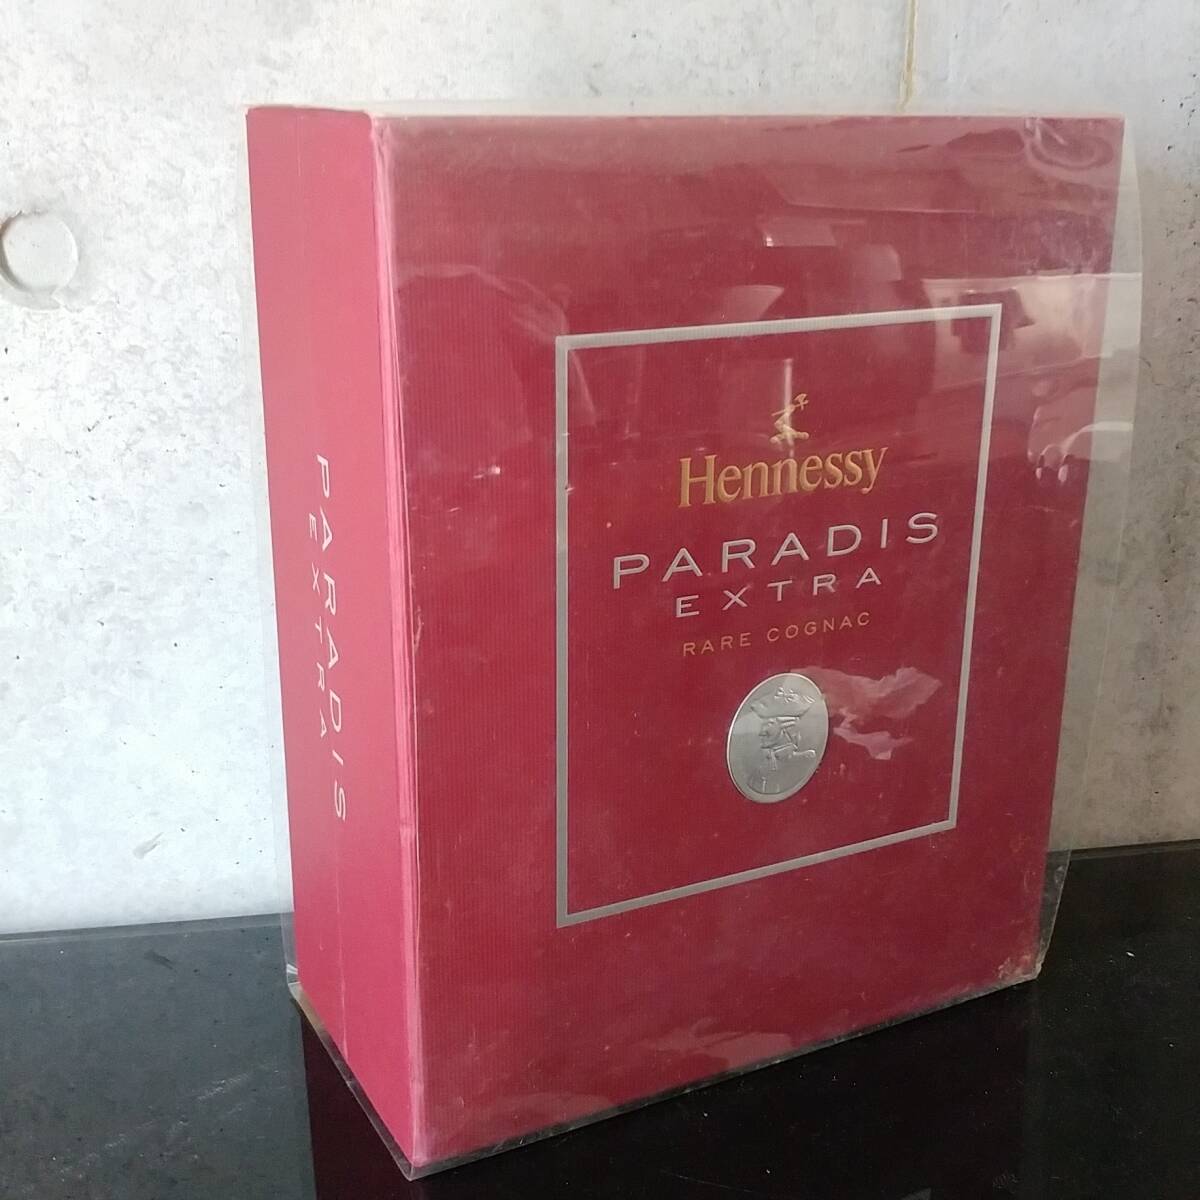 Hennessy
PARADIS
EXTRA
RARE COGNAC
PARADIS
EXTRA